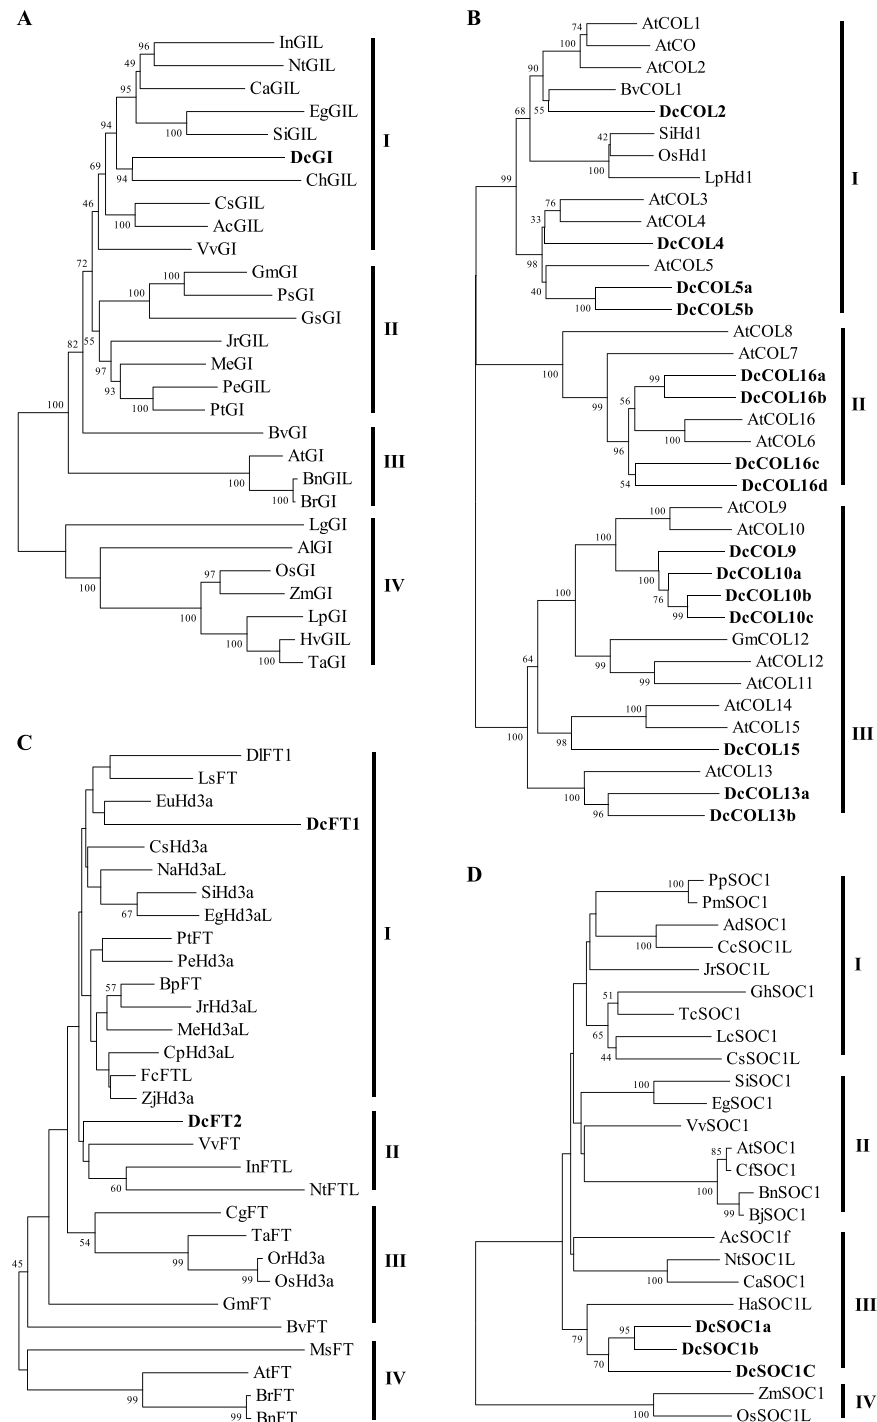 A
InGIL
NtGIL
CaGIL
EgGIL
SiGIL
DcGI
ChGIL
CsGIL
AcGIL
VvGI
GmGI
PsGI
GsGI
JrGIL
MeGI
PeGIL
PtGI
BvGI
AtGI
BnGIL
BrGI
LgGI
AlGI
OsGI
ZmGI
LpGI
HvGIL
TaGI
96
49
95
100
94
94
69
100
46
72
100
100
55
97
93
100
82
100
100
100
97
100
100
100
100
I
II
III
IV
B
AtCOL1
AtCO
AtCOL2
BvCOL1
DcCOL2
SiHd1
OsHd1
LpHd1
AtCOL3
AtCOL4
DcCOL4
AtCOL5
DcCOL5a
DcCOL5b
AtCOL8
AtCOL7
DcCOL16a
DcCOL16b
AtCOL16
AtCOL6
DcCOL16c
DcCOL16d
AtCOL9
AtCOL10
DcCOL9
DcCOL10a
DcCOL10b
DcCOL10c
GmCOL12
AtCOL12
AtCOL11
AtCOL14
AtCOL15
DcCOL15
AtCOL13
DcCOL13a
DcCOL13b
74
100
90
55
68
42
100
99
76
33
98
40
100
100
99
99
56
100
96
54
100
100
100
76
99
100
99
99
64
100
98
100
100
96
I
II
III
C
DlFT1
LsFT
EuHd3a
DcFT1
CsHd3a
NaHd3aL
SiHd3a
EgHd3aL
PtFT
PeHd3a
BpFT
JrHd3aL
MeHd3aL
CpHd3aL
FcFTL
ZjHd3a
DcFT2
VvFT
InFTL
NtFTL
CgFT
TaFT
OrHd3a
OsHd3a
GmFT
BvFT
MsFT
AtFT
BrFT
BnFT
67
57
60
54
99
99
45
99
99
I
II
III
IV
D
PpSOC1
PmSOC1
AdSOC1
CcSOC1L
JrSOC1L
GhSOC1
TcSOC1
LcSOC1
CsSOC1L
SiSOC1
EgSOC1
VvSOC1
AtSOC1
CfSOC1
BnSOC1
BjSOC1
AcSOC1f
NtSOC1L
CaSOC1
HaSOC1L
DcSOC1a
DcSOC1b
DcSOC1C
ZmSOC1
OsSOC1L
100
100
51
65
44
100
85
100
99
100
79
95
70
100
I
II
III
IV